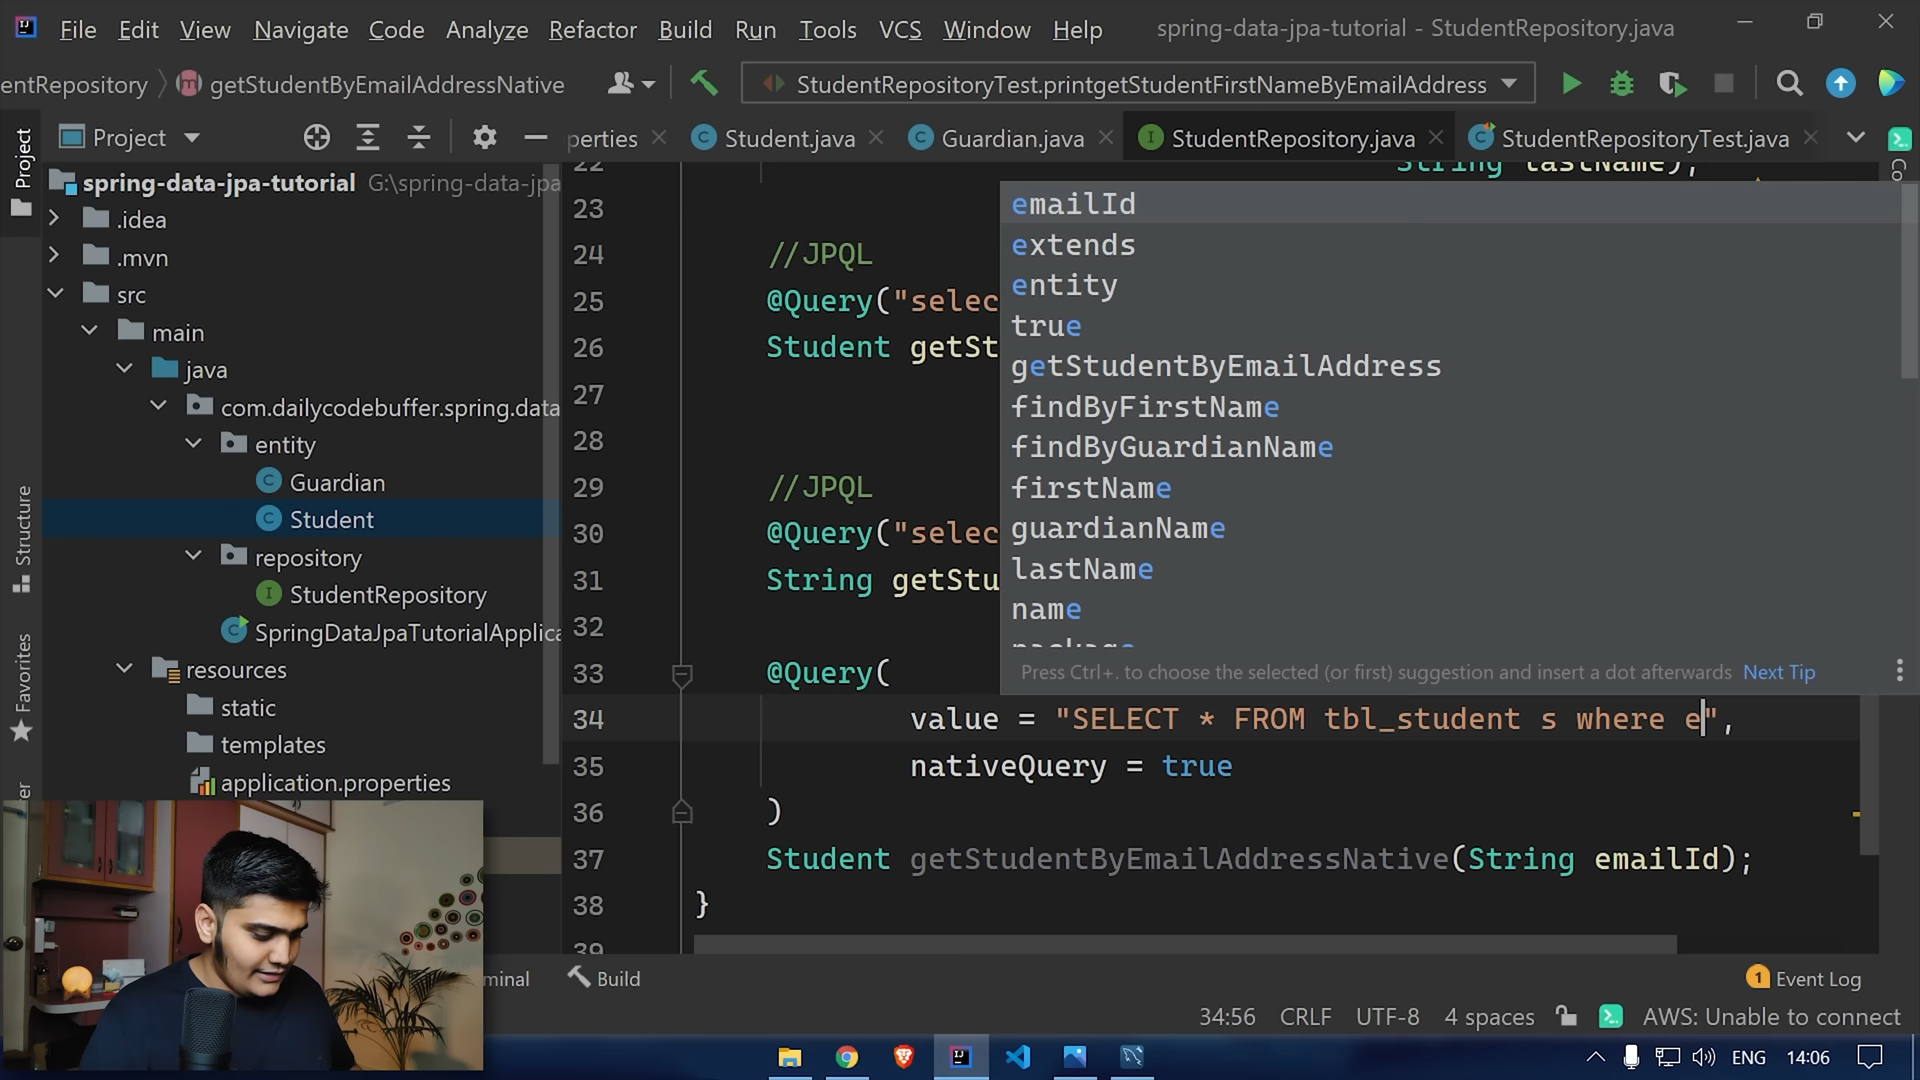 File Edit View Navigate Code Analyze Refactor Build Run Tools VCS Window Help spring-data-jpa-tutorial - StudentRepository.java
entRepository getStudentByEmailAddressNative StudentRepositoryTest.printgetStudentFirstNameByEmailAddress
Project perties Student.java Guardian.java StudentRepository.java StudentRepositoryTest.java
Project
Structure
Favorites
spring-data-jpa-tutorial G:\spring-data-jpa
.idea
.mvn
src
main
java
com.dailycodebuffer.spring.data
entity
Guardian
Student
repository
StudentRepository
SpringDataJpaTutorialApplica
resources
static
templates
application.properties
22 String lastName);
23
24 //JPQL
25 @Query("selec
26 Student getSt
27
28
29 //JPQL
30 @Query("selec
31 String getStu
32
33 @Query(
34 value = "SELECT * FROM tbl_student s where e",
35 nativeQuery = true
36 )
37 Student getStudentByEmailAddressNative(String emailId);
38 }
39
emailId
extends
entity
true
getStudentByEmailAddress
findByFirstName
findByGuardianName
firstName
guardianName
lastName
name
package
Press Ctrl+. to choose the selected (or first) suggestion and insert a dot afterwards Next Tip
minal Build 1 Event Log
34:56 CRLF UTF-8 4 spaces AWS: Unable to connect
ENG 14:06